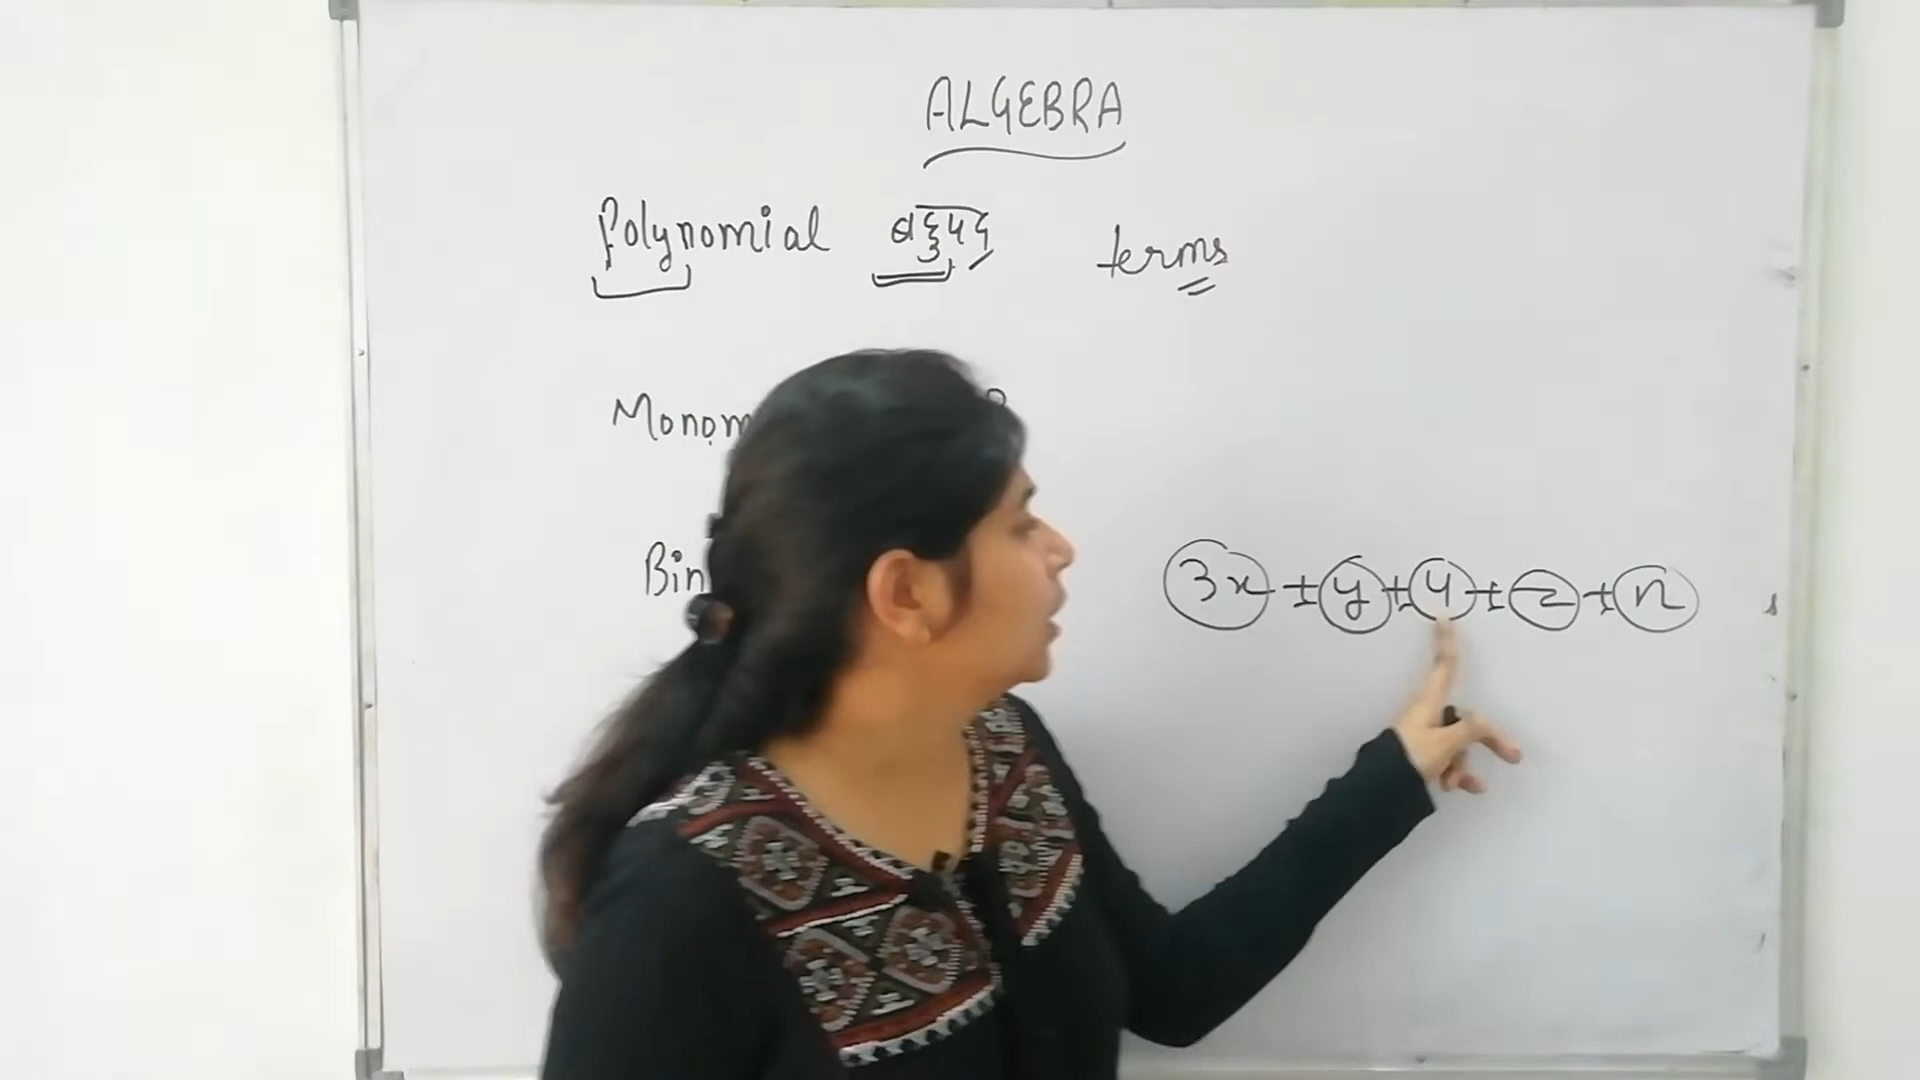 ALGEBRA
Polynomial बहुपद terms
3x ± y ± 4 ± z ± n